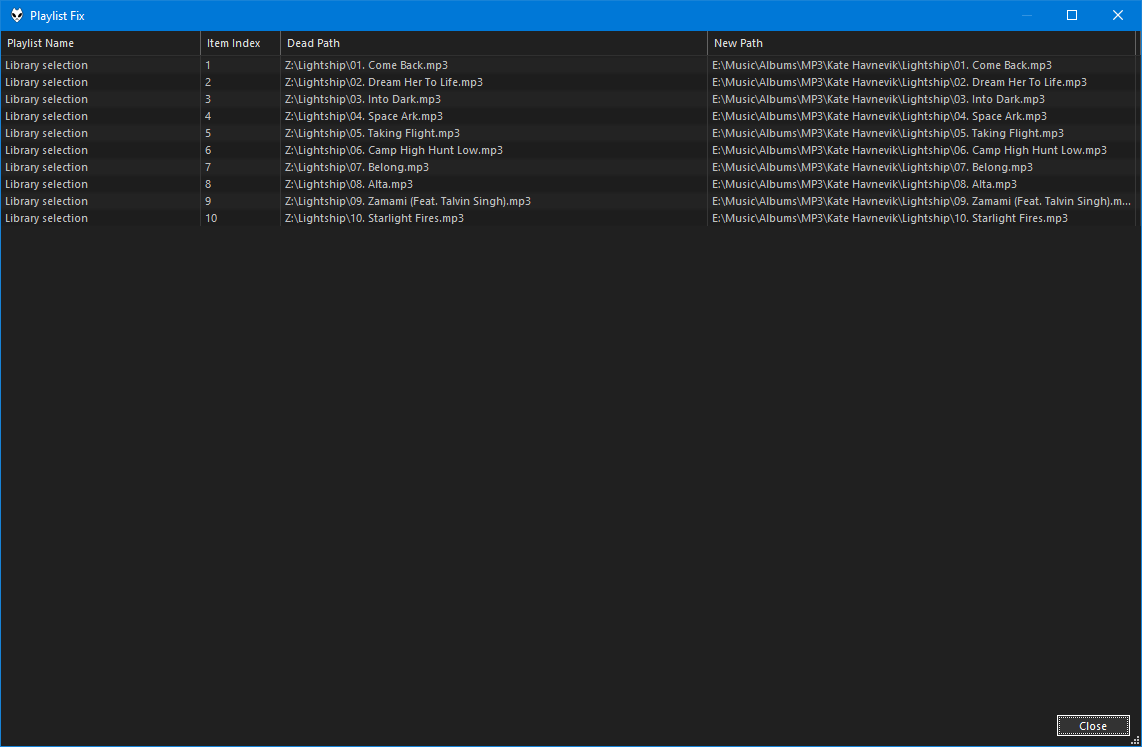 Playlist Fix
Playlist Name Item Index Dead Path New Path
Library selection 1 Z:\Lightship\01. Come Back.mp3 E:\Music\Albums\MP3\Kate Havnevik\Lightship\01. Come Back.mp3
Library selection 2 Z:\Lightship\02. Dream Her To Life.mp3 E:\Music\Albums\MP3\Kate Havnevik\Lightship\02. Dream Her To Life.mp3
Library selection 3 Z:\Lightship\03. Into Dark.mp3 E:\Music\Albums\MP3\Kate Havnevik\Lightship\03. Into Dark.mp3
Library selection 4 Z:\Lightship\04. Space Ark.mp3 E:\Music\Albums\MP3\Kate Havnevik\Lightship\04. Space Ark.mp3
Library selection 5 Z:\Lightship\05. Taking Flight.mp3 E:\Music\Albums\MP3\Kate Havnevik\Lightship\05. Taking Flight.mp3
Library selection 6 Z:\Lightship\06. Camp High Hunt Low.mp3 E:\Music\Albums\MP3\Kate Havnevik\Lightship\06. Camp High Hunt Low.mp3
Library selection 7 Z:\Lightship\07. Belong.mp3 E:\Music\Albums\MP3\Kate Havnevik\Lightship\07. Belong.mp3
Library selection 8 Z:\Lightship\08. Alta.mp3 E:\Music\Albums\MP3\Kate Havnevik\Lightship\08. Alta.mp3
Library selection 9 Z:\Lightship\09. Zamami (Feat. Talvin Singh).mp3 E:\Music\Albums\MP3\Kate Havnevik\Lightship\09. Zamami (Feat. Talvin Singh).m...
Library selection 10 Z:\Lightship\10. Starlight Fires.mp3 E:\Music\Albums\MP3\Kate Havnevik\Lightship\10. Starlight Fires.mp3
Close